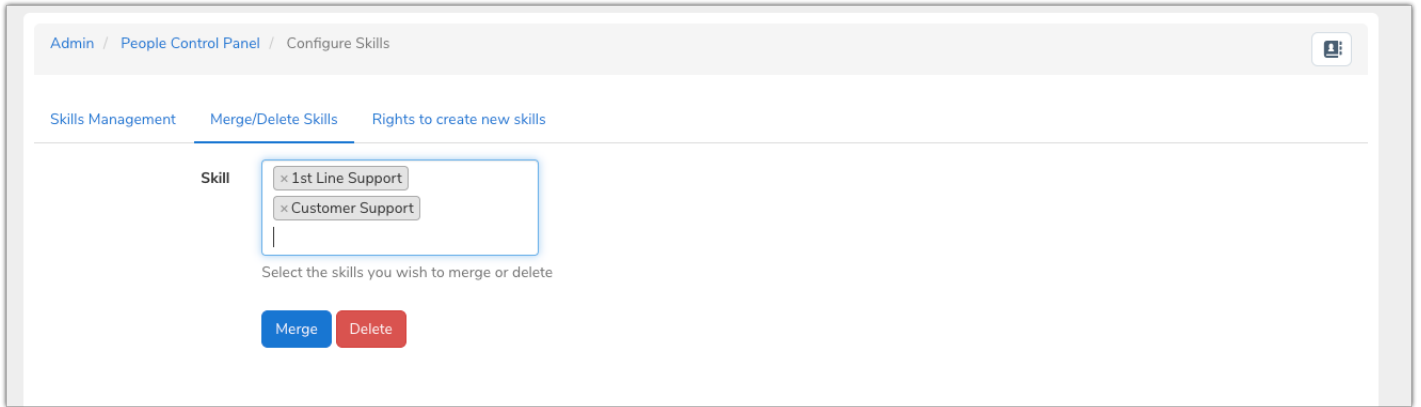 Admin / People Control Panel / Configure Skills
Skills Management Merge/Delete Skills Rights to create new skills
Skill
× 1st Line Support
× Customer Support
Select the skills you wish to merge or delete
Merge Delete